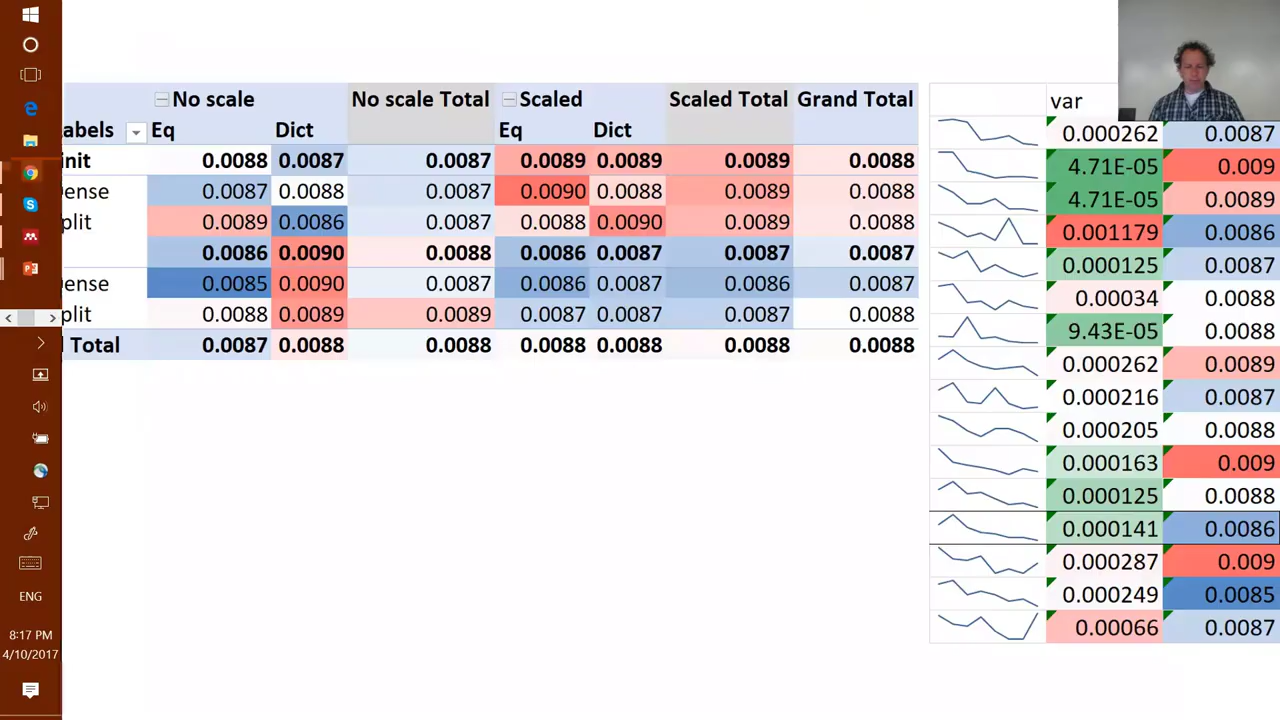 No scale No scale Total Scaled Scaled Total Grand Total
abels Eq Dict Eq Dict
init 0.0088 0.0087 0.0087 0.0089 0.0089 0.0089 0.0088
Dense 0.0087 0.0088 0.0087 0.0090 0.0088 0.0089 0.0088
plit 0.0089 0.0086 0.0087 0.0088 0.0090 0.0089 0.0088
0.0086 0.0090 0.0088 0.0086 0.0087 0.0087 0.0087
Dense 0.0085 0.0090 0.0087 0.0086 0.0087 0.0086 0.0087
plit 0.0088 0.0089 0.0089 0.0087 0.0087 0.0087 0.0088
Total 0.0087 0.0088 0.0088 0.0088 0.0088 0.0088 0.0088
var
0.000262 0.0087
4.71E-05 0.009
4.71E-05 0.0089
0.001179 0.0086
0.000125 0.0087
0.00034 0.0088
9.43E-05 0.0088
0.000262 0.0089
0.000216 0.0087
0.000205 0.0088
0.000163 0.009
0.000125 0.0088
0.000141 0.0086
0.000287 0.009
0.000249 0.0085
0.00066 0.0087
ENG
8:17 PM
4/10/2017